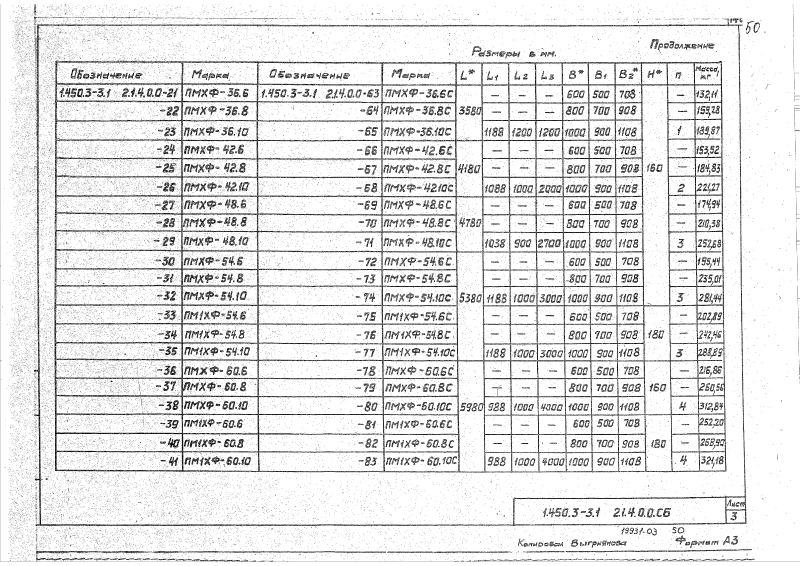 50.
Продолжение
Размеры в мм.
Обозначение Марка Обозначение Марка L* L1 L2 L3 B* B1 B2* H* n Масса, кг
1.450.3-3.1 2.1.4.0.0-21 ПМХФ-36.6 1.450.3-3.1 2.1.4.0.0-63 ПМХФ-36.6С — — — 600 500 708 — 132,11
-22 ПМХФ-36.8 -64 ПМХФ-36.8С 3580 — — — 800 700 908 — 159,28
-23 ПМХФ-36.10 -65 ПМХФ-36.10С 1188 1200 1200 1000 900 1108 1 189,87
-24 ПМХФ-42.6 -66 ПМХФ-42.6С — — — 600 500 708 — 153,52
-25 ПМХФ-42.8 -67 ПМХФ-42.8С 4180 — — — 800 700 908 160 — 184,83
-26 ПМХФ-42.10 -68 ПМХФ-42.10С 1088 1000 2000 1000 900 1108 2 221,27
-27 ПМХФ-48.6 -69 ПМХФ-48.6С — — — 600 500 708 — 174,94
-28 ПМХФ-48.8 -70 ПМХФ-48.8С 4780 — — — 800 700 908 — 210,38
-29 ПМХФ-48.10 -71 ПМХФ-48.10С 1038 900 2700 1000 900 1108 3 252,68
-30 ПМХФ-54.6 -72 ПМХФ-54.6С — — — 600 500 708 — 195,44
-31 ПМХФ-54.8 -73 ПМХФ-54.8С — — — 800 700 908 — 235,01
-32 ПМХФ-54.10 -74 ПМХФ-54.10С 5380 1188 1000 3000 1000 900 1108 3 281,44
-33 ПМ1ХФ-54.6 -75 ПМ1ХФ-54.6С — — — 600 500 708 — 202,89
-34 ПМ1ХФ-54.8 -76 ПМ1ХФ-54.8С — — — 800 700 908 180 — 242,46
-35 ПМ1ХФ-54.10 -77 ПМ1ХФ-54.10С 1188 1000 3000 1000 900 1108 3 288,89
-36 ПМХФ-60.6 -78 ПМХФ-60.6С — — — 600 500 708 — 216,86
-37 ПМХФ-60.8 -79 ПМХФ-60.8С — — — 800 700 908 160 — 260,56
-38 ПМХФ-60.10 -80 ПМХФ-60.10С 5980 988 1000 4000 1000 900 1108 4 312,84
-39 ПМ1ХФ-60.6 -81 ПМ1ХФ-60.6С — — — 600 500 708 — 252,20
-40 ПМ1ХФ-60.8 -82 ПМ1ХФ-60.8С — — — 800 700 908 180 — 268,90
-41 ПМ1ХФ-60.10 -83 ПМ1ХФ-60.10С 988 1000 4000 1000 900 1108 4 321,18
1.450.3-3.1 2.1.4.0.0.СБ Лист 3
19931-03 50
Копировал Выгриянова Формат А3